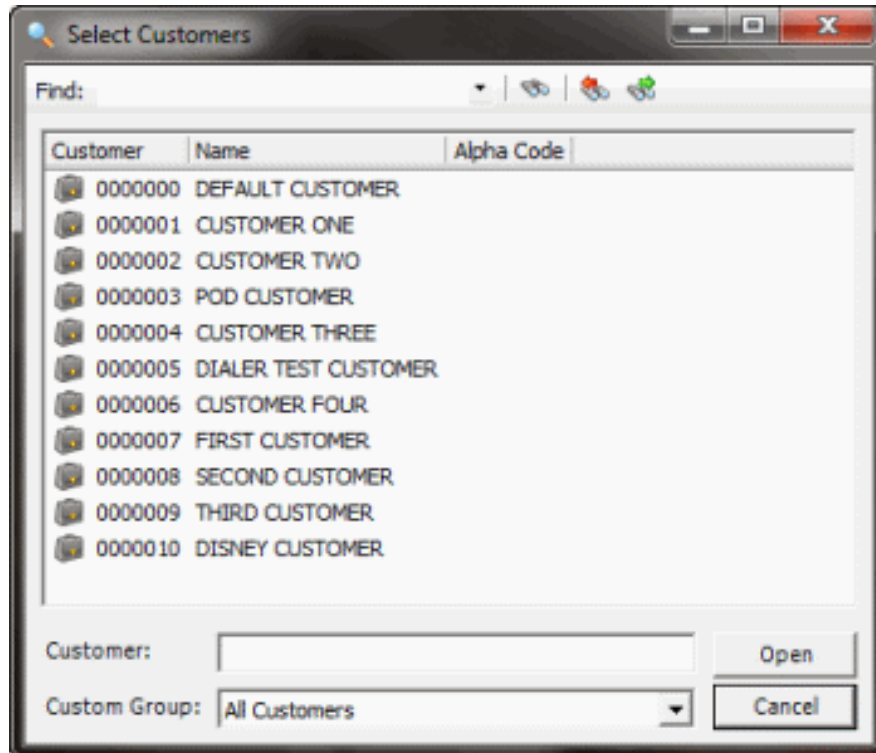 Select Customers
Find:
Customer Name Alpha Code
0000000 DEFAULT CUSTOMER
0000001 CUSTOMER ONE
0000002 CUSTOMER TWO
0000003 POD CUSTOMER
0000004 CUSTOMER THREE
0000005 DIALER TEST CUSTOMER
0000006 CUSTOMER FOUR
0000007 FIRST CUSTOMER
0000008 SECOND CUSTOMER
0000009 THIRD CUSTOMER
0000010 DISNEY CUSTOMER
Customer:
Open
Custom Group: All Customers
Cancel